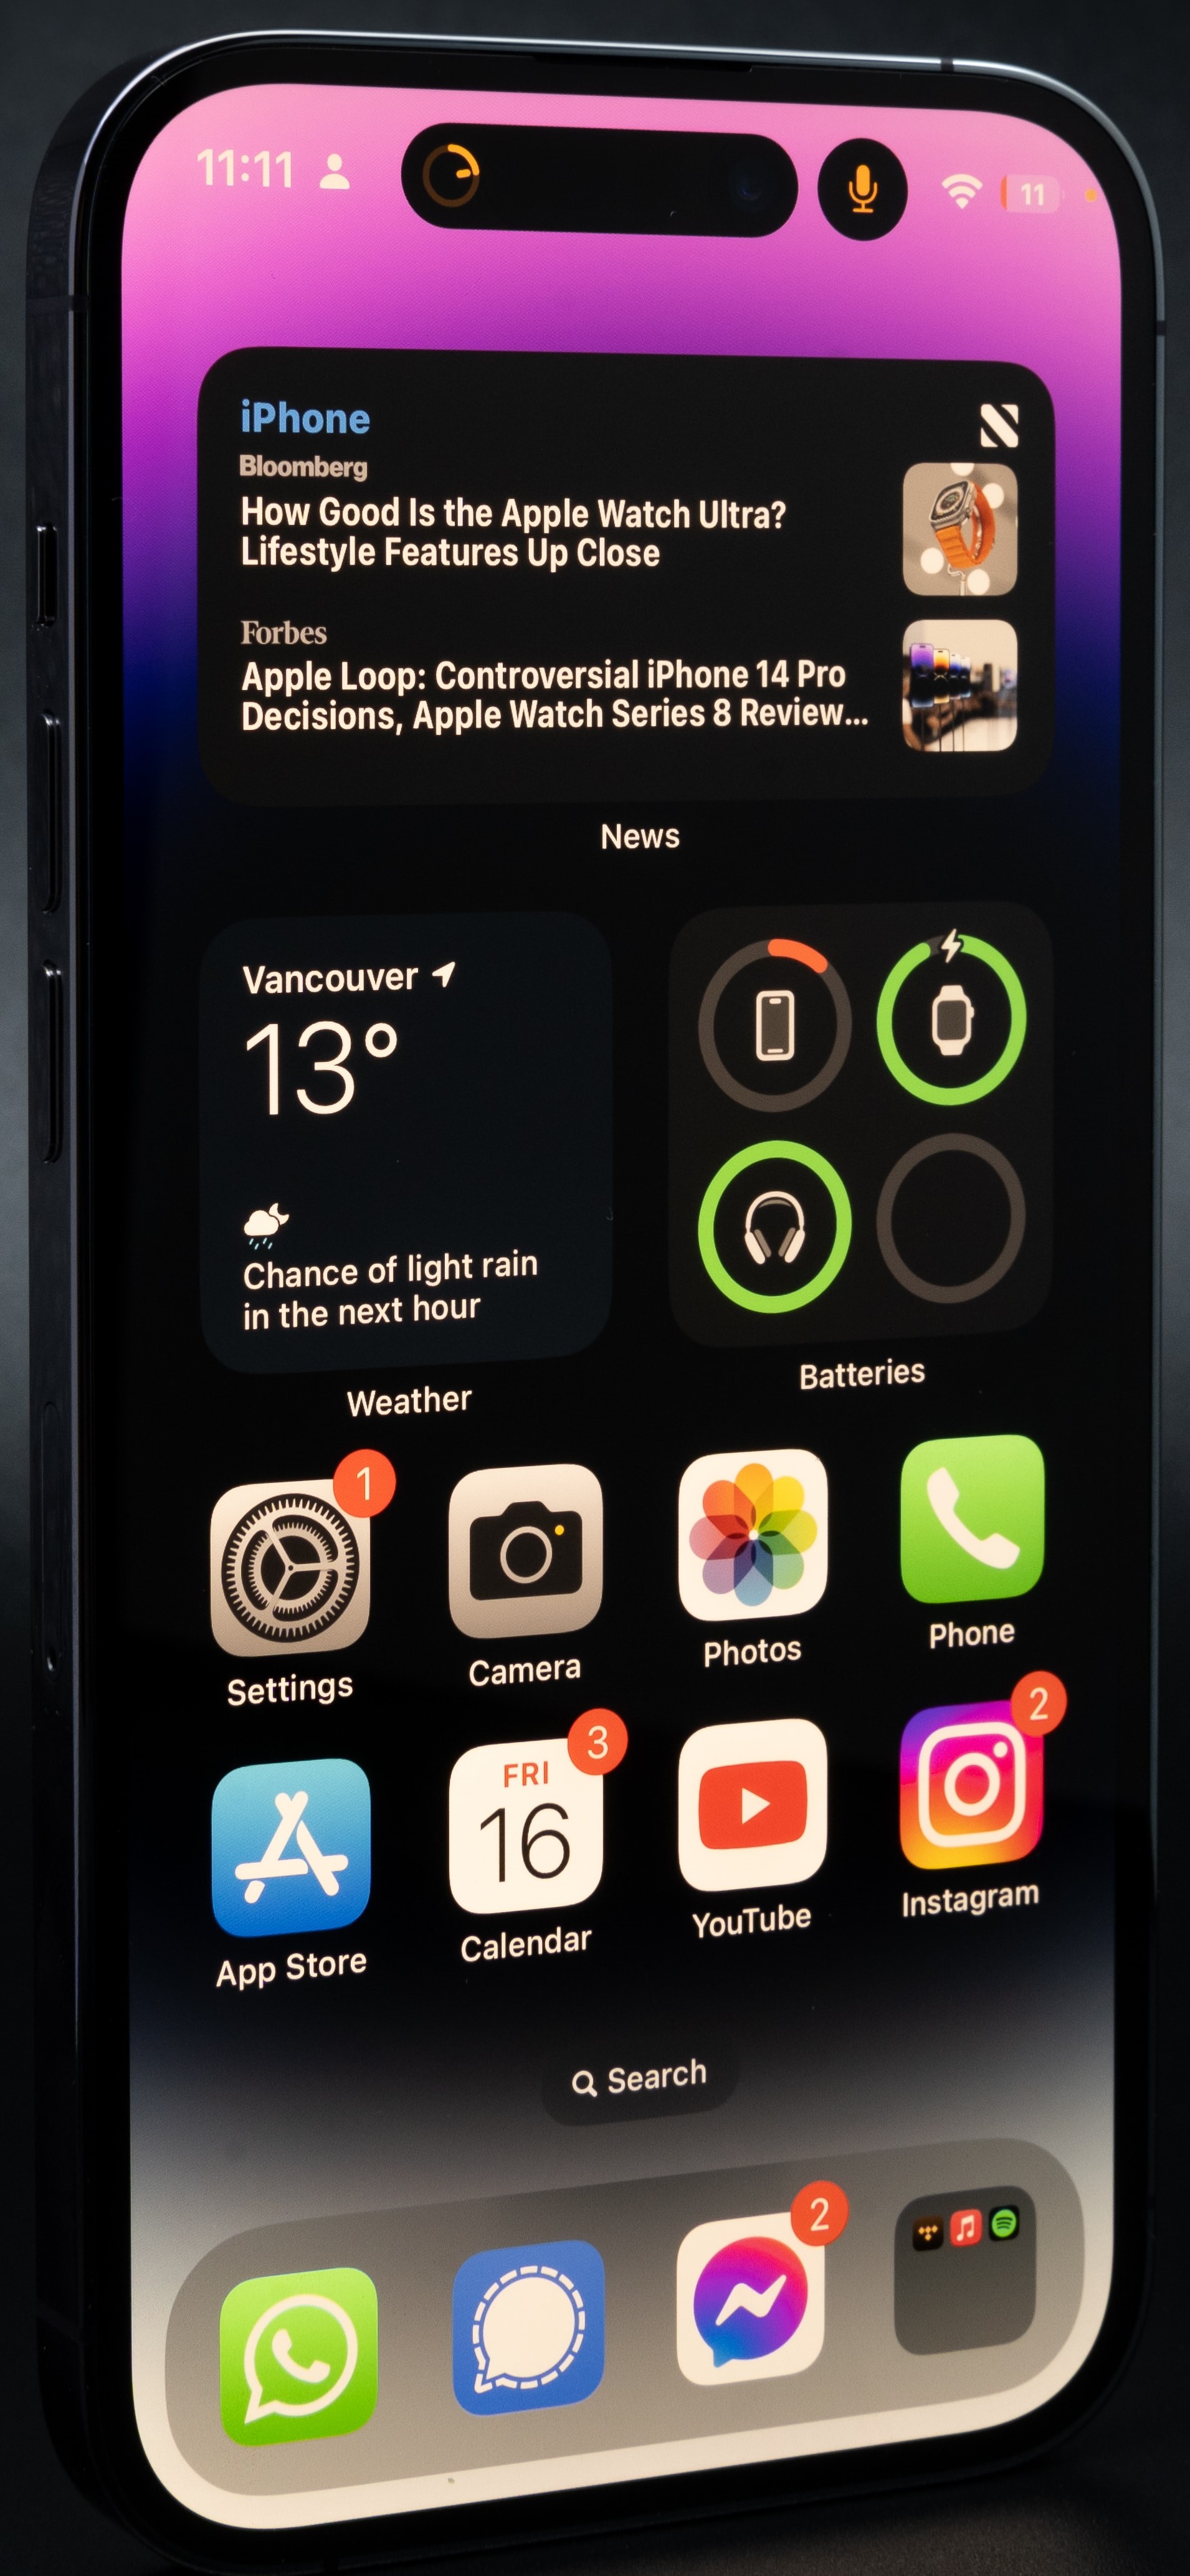 11:11
11
iPhone
Bloomberg
How Good Is the Apple Watch Ultra?
Lifestyle Features Up Close
Forbes
Apple Loop: Controversial iPhone 14 Pro
Decisions, Apple Watch Series 8 Review...
News
Vancouver
13°
Chance of light rain
in the next hour
Weather
Batteries
1
Settings
Camera
Photos
Phone
App Store
3
FRI
16
Calendar
YouTube
2
Instagram
Search
2